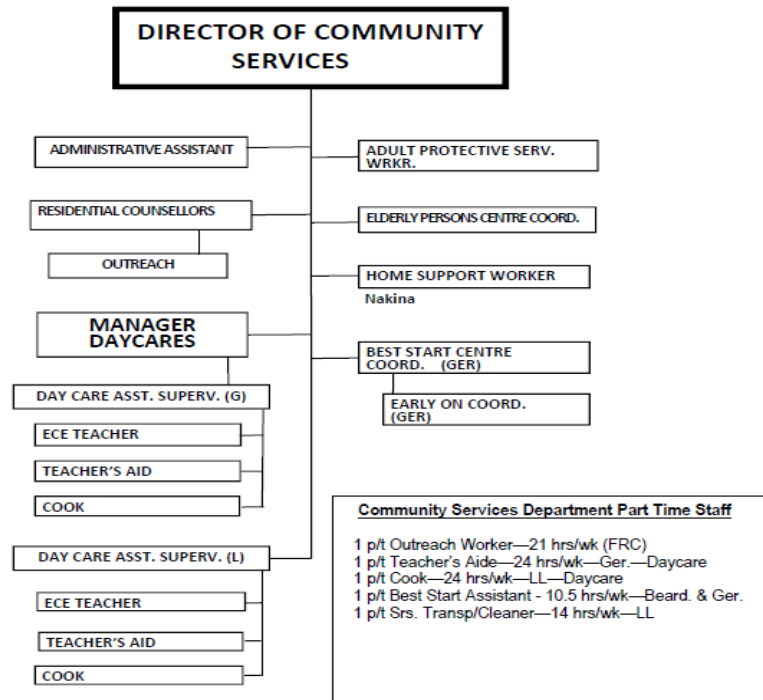 DIRECTOR OF COMMUNITY
SERVICES
ADMINISTRATIVE ASSISTANT
ADULT PROTECTIVE SERV.
WRKR.
RESIDENTIAL COUNSELLORS
ELDERLY PERSONS CENTRE COORD.
OUTREACH
HOME SUPPORT WORKER
Nakina
MANAGER
DAYCARES
BEST START CENTRE
COORD. (GER)
DAY CARE ASST. SUPERV. (G)
EARLY ON COORD.
(GER)
ECE TEACHER
TEACHER'S AID
COOK
DAY CARE ASST. SUPERV. (L)
ECE TEACHER
TEACHER'S AID
COOK
Community Services Department Part Time Staff
1 p/t Outreach Worker—21 hrs/wk (FRC)
1 p/t Teacher's Aide—24 hrs/wk—Ger.—Daycare
1 p/t Cook—24 hrs/wk—LL—Daycare
1 p/t Best Start Assistant - 10.5 hrs/wk—Beard. & Ger.
1 p/t Srs. Transp/Cleaner—14 hrs/wk—LL